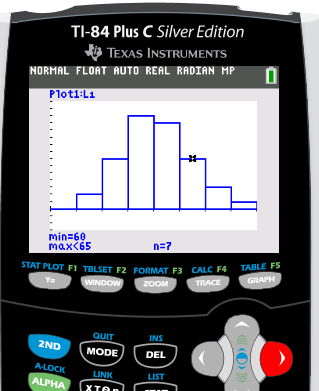 TI-84 Plus C Silver Edition
TEXAS INSTRUMENTS
NORMAL FLOAT AUTO REAL RADIAN MP
Plot1:L1
min=60
max<65 n=7
STAT PLOT F1 TBLSET F2 FORMAT F3 CALC F4 TABLE F5
Y= WINDOW ZOOM TRACE GRAPH
QUIT INS
2ND MODE DEL
A-LOCK LINK LIST
ALPHA X,T,θ,n STAT